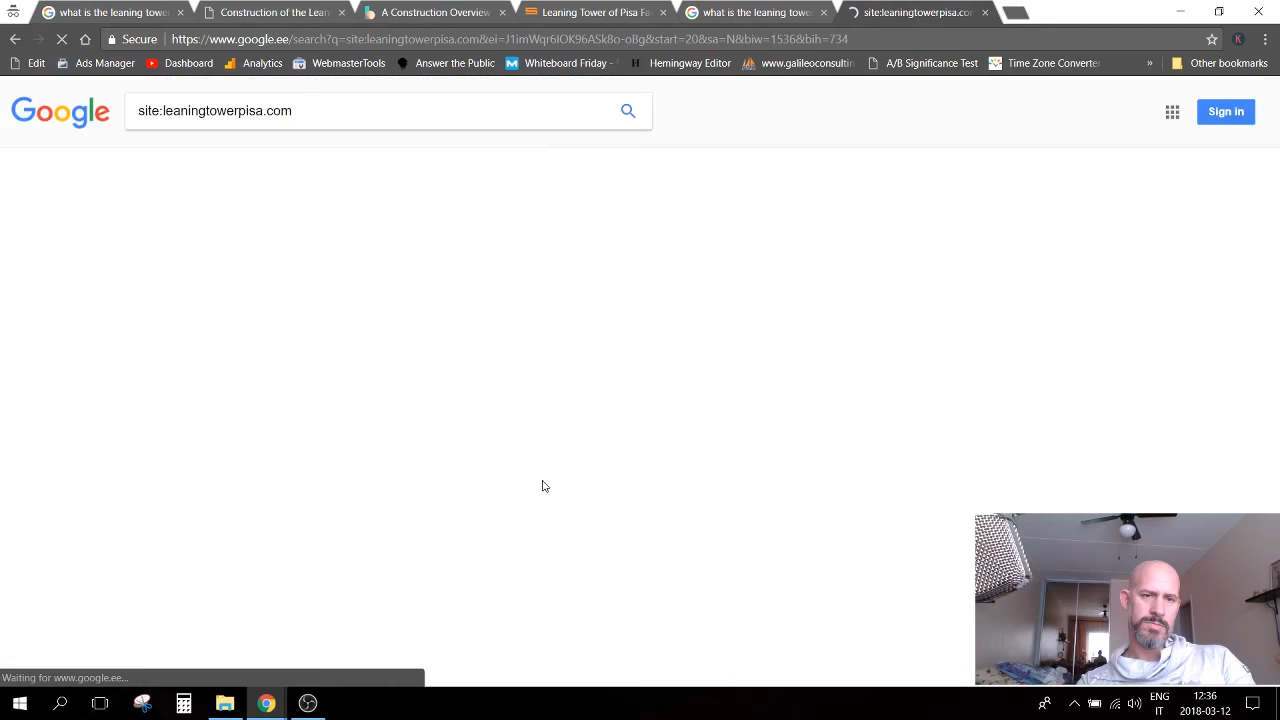 what is the leaning towe
Construction of the Lean
A Construction Overview
Leaning Tower of Pisa Fa
what is the leaning towe
site:leaningtowerpisa.co
Secure
https://www.google.ee/search?q=site:leaningtowerpisa.com&ei=J1imWqr6IOK96ASk8o-oBg&start=20&sa=N&biw=1536&bih=734
K
Edit
Ads Manager
Dashboard
Analytics
WebmasterTools
Answer the Public
Whiteboard Friday -
Hemingway Editor
www.galileoconsultin
A/B Significance Test
Time Zone Converter
»
Other bookmarks
Google
site:leaningtowerpisa.com
Sign in
Waiting for www.google.ee...
ENG
IT
12:36
2018-03-12